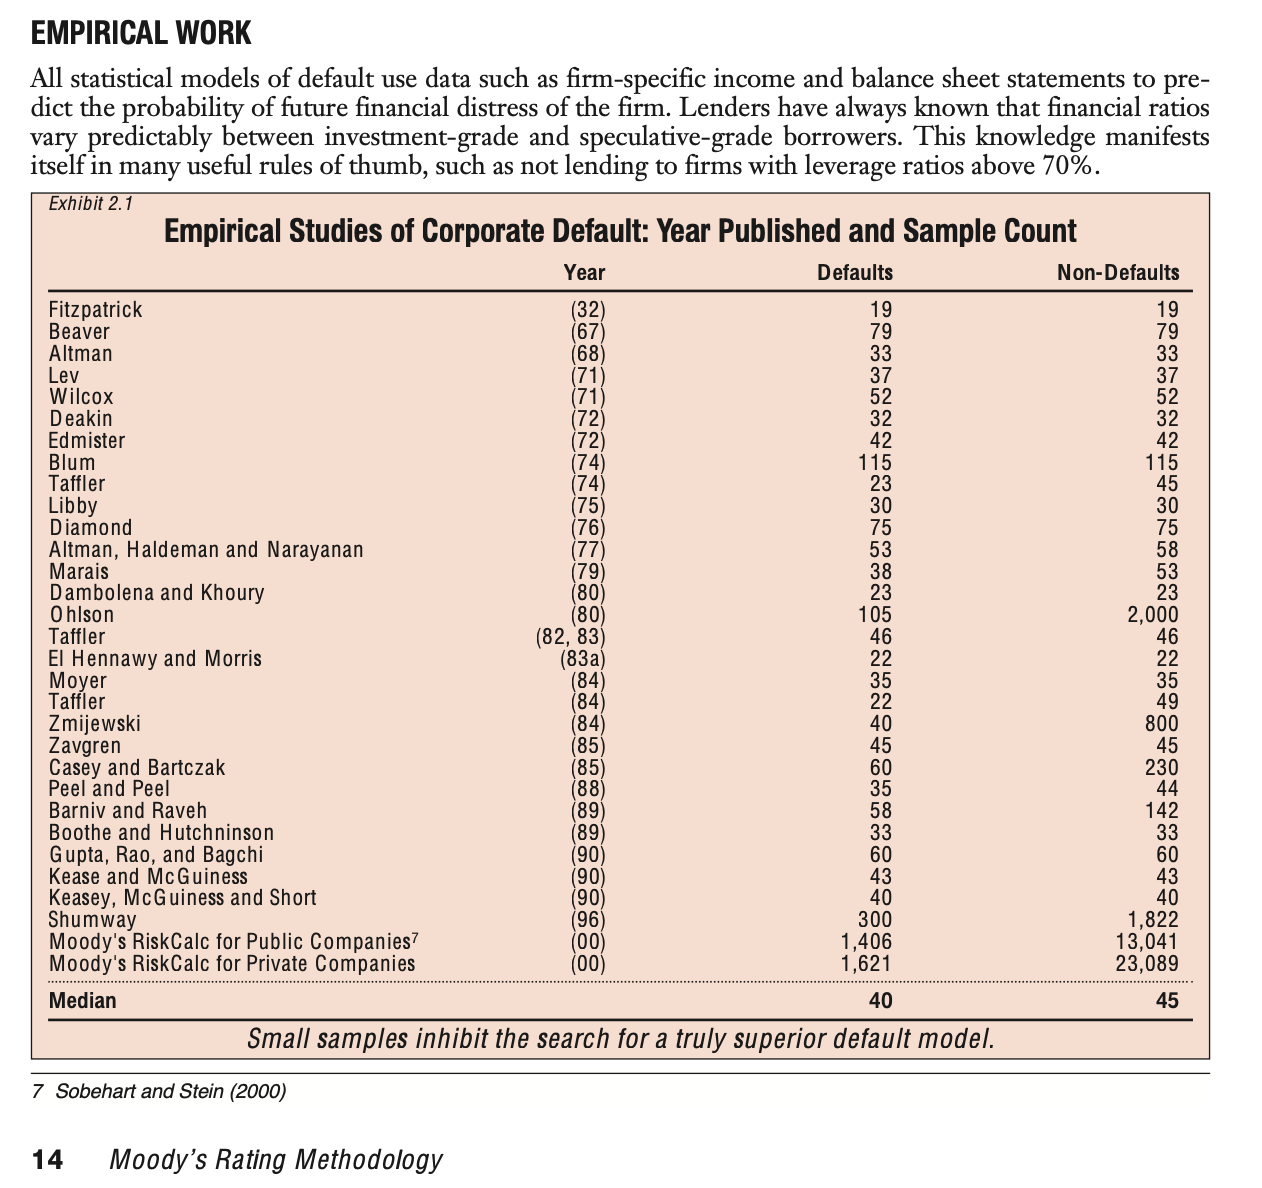 EMPIRICAL WORK
All statistical models of default use data such as firm-specific income and balance sheet statements to pre-
dict the probability of future financial distress of the firm. Lenders have always known that financial ratios
vary predictably between investment-grade and speculative-grade borrowers. This knowledge manifests
itself in many useful rules of thumb, such as not lending to firms with leverage ratios above 70%.
Exhibit 2.1
Empirical Studies of Corporate Default: Year Published and Sample Count
Year Defaults Non-Defaults
Fitzpatrick (32) 19 19
Beaver (67) 79 79
Altman (68) 33 33
Lev (71) 37 37
Wilcox (71) 52 52
Deakin (72) 32 32
Edmister (72) 42 42
Blum (74) 115 115
Taffler (74) 23 45
Libby (75) 30 30
Diamond (76) 75 75
Altman, Haldeman and Narayanan (77) 53 58
Marais (79) 38 53
Dambolena and Khoury (80) 23 23
Ohlson (80) 105 2,000
Taffler (82, 83) 46 46
El Hennawy and Morris (83a) 22 22
Moyer (84) 35 35
Taffler (84) 22 49
Zmijewski (84) 40 800
Zavgren (85) 45 45
Casey and Bartczak (85) 60 230
Peel and Peel (88) 35 44
Barniv and Raveh (89) 58 142
Boothe and Hutchninson (89) 33 33
Gupta, Rao, and Bagchi (90) 60 60
Kease and McGuiness (90) 43 43
Keasey, McGuiness and Short (90) 40 40
Shumway (96) 300 1,822
Moody's RiskCalc for Public Companies7 (00) 1,406 13,041
Moody's RiskCalc for Private Companies (00) 1,621 23,089
Median 40 45
Small samples inhibit the search for a truly superior default model.
7 Sobehart and Stein (2000)
14 Moody's Rating Methodology